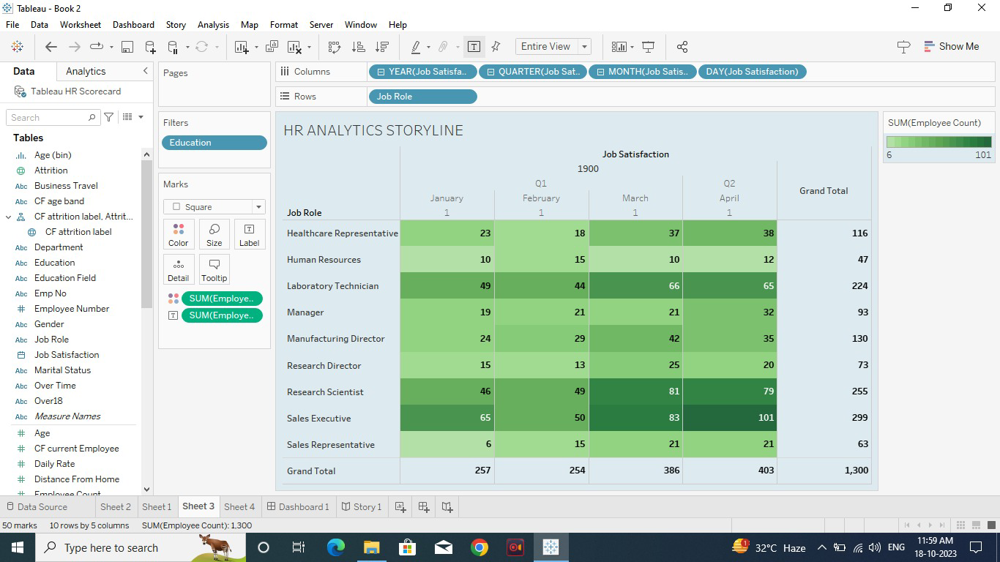 Tableau - Book 2
File Data Worksheet Dashboard Story Analysis Map Format Server Window Help
Entire View Show Me
Data Analytics
Tableau HR Scorecard
Search
Tables
Age (bin)
Attrition
Business Travel
CF age band
CF attrition label, Attrit...
CF attrition label
Department
Education
Education Field
Emp No
Employee Number
Gender
Job Role
Job Satisfaction
Marital Status
Over Time
Over18
Measure Names
Age
CF current Employee
Daily Rate
Distance From Home
Employee Count
Pages
Filters
Education
Marks
Square
Color Size Label
Detail Tooltip
SUM(Employe..
SUM(Employe..
Columns YEAR(Job Satisfa.. QUARTER(Job Sat.. MONTH(Job Satis.. DAY(Job Satisfaction)
Rows Job Role
HR ANALYTICS STORYLINE
Job Satisfaction
1900
Q1 Q2 Grand Total
January February March April
Job Role 1 1 1 1
Healthcare Representative 23 18 37 38 116
Human Resources 10 15 10 12 47
Laboratory Technician 49 44 66 65 224
Manager 19 21 21 32 93
Manufacturing Director 24 29 42 35 130
Research Director 15 13 25 20 73
Research Scientist 46 49 81 79 255
Sales Executive 65 50 83 101 299
Sales Representative 6 15 21 21 63
Grand Total 257 254 386 403 1,300
SUM(Employee Count)
6 101
Data Source Sheet 2 Sheet 1 Sheet 3 Sheet 4 Dashboard 1 Story 1
50 marks 10 rows by 5 columns SUM(Employee Count): 1,300
Type here to search 1 32°C Haze ENG 11:59 AM
18-10-2023